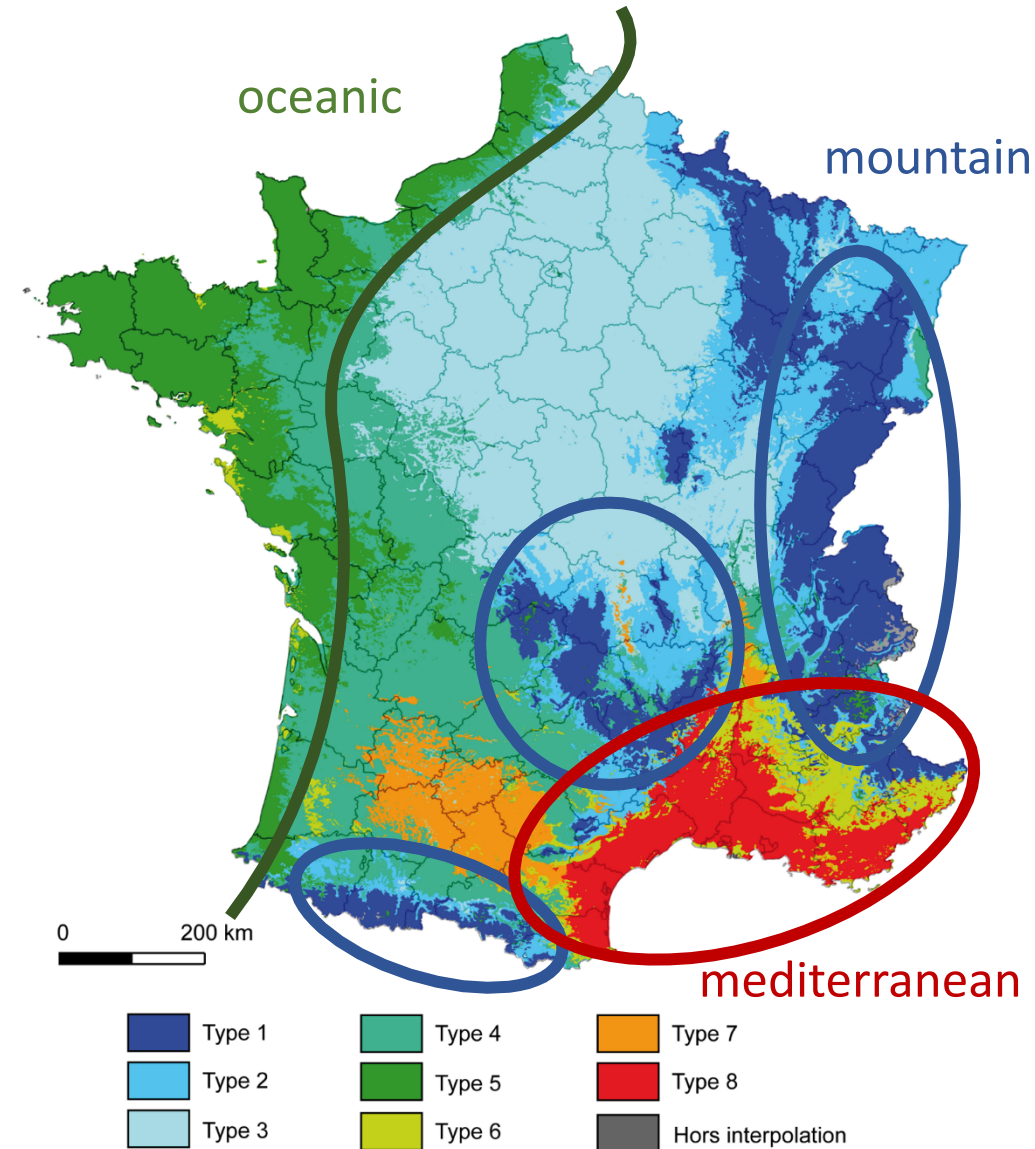 oceanic
mountain
0 200 km
mediterranean
Type 1
Type 4
Type 7
Type 2
Type 5
Type 8
Type 3
Type 6
Hors interpolation